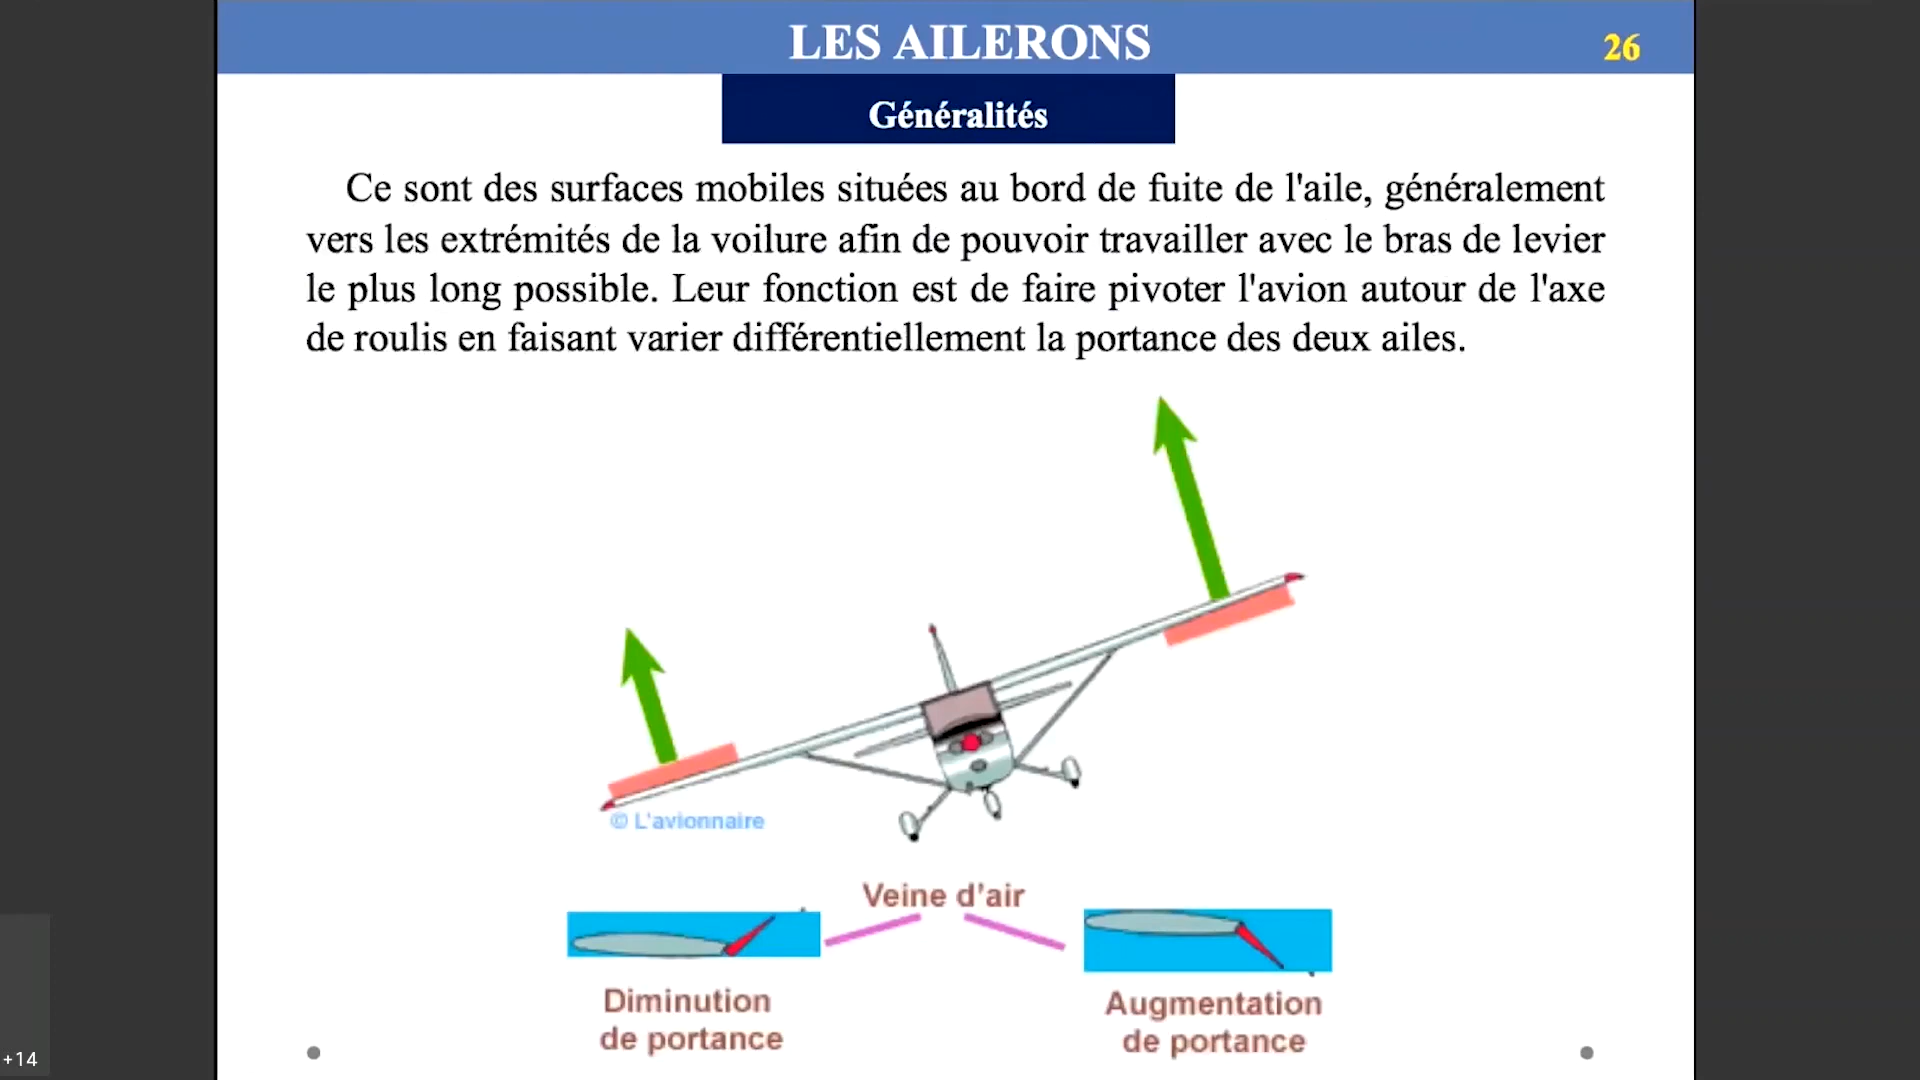 LES AILERONS
26
Généralités
Ce sont des surfaces mobiles situées au bord de fuite de l'aile, généralement
vers les extrémités de la voilure afin de pouvoir travailler avec le bras de levier
le plus long possible. Leur fonction est de faire pivoter l'avion autour de l'axe
de roulis en faisant varier différentiellement la portance des deux ailes.
© L'avionnaire
Veine d'air
Diminution
de portance
Augmentation
de portance
+14